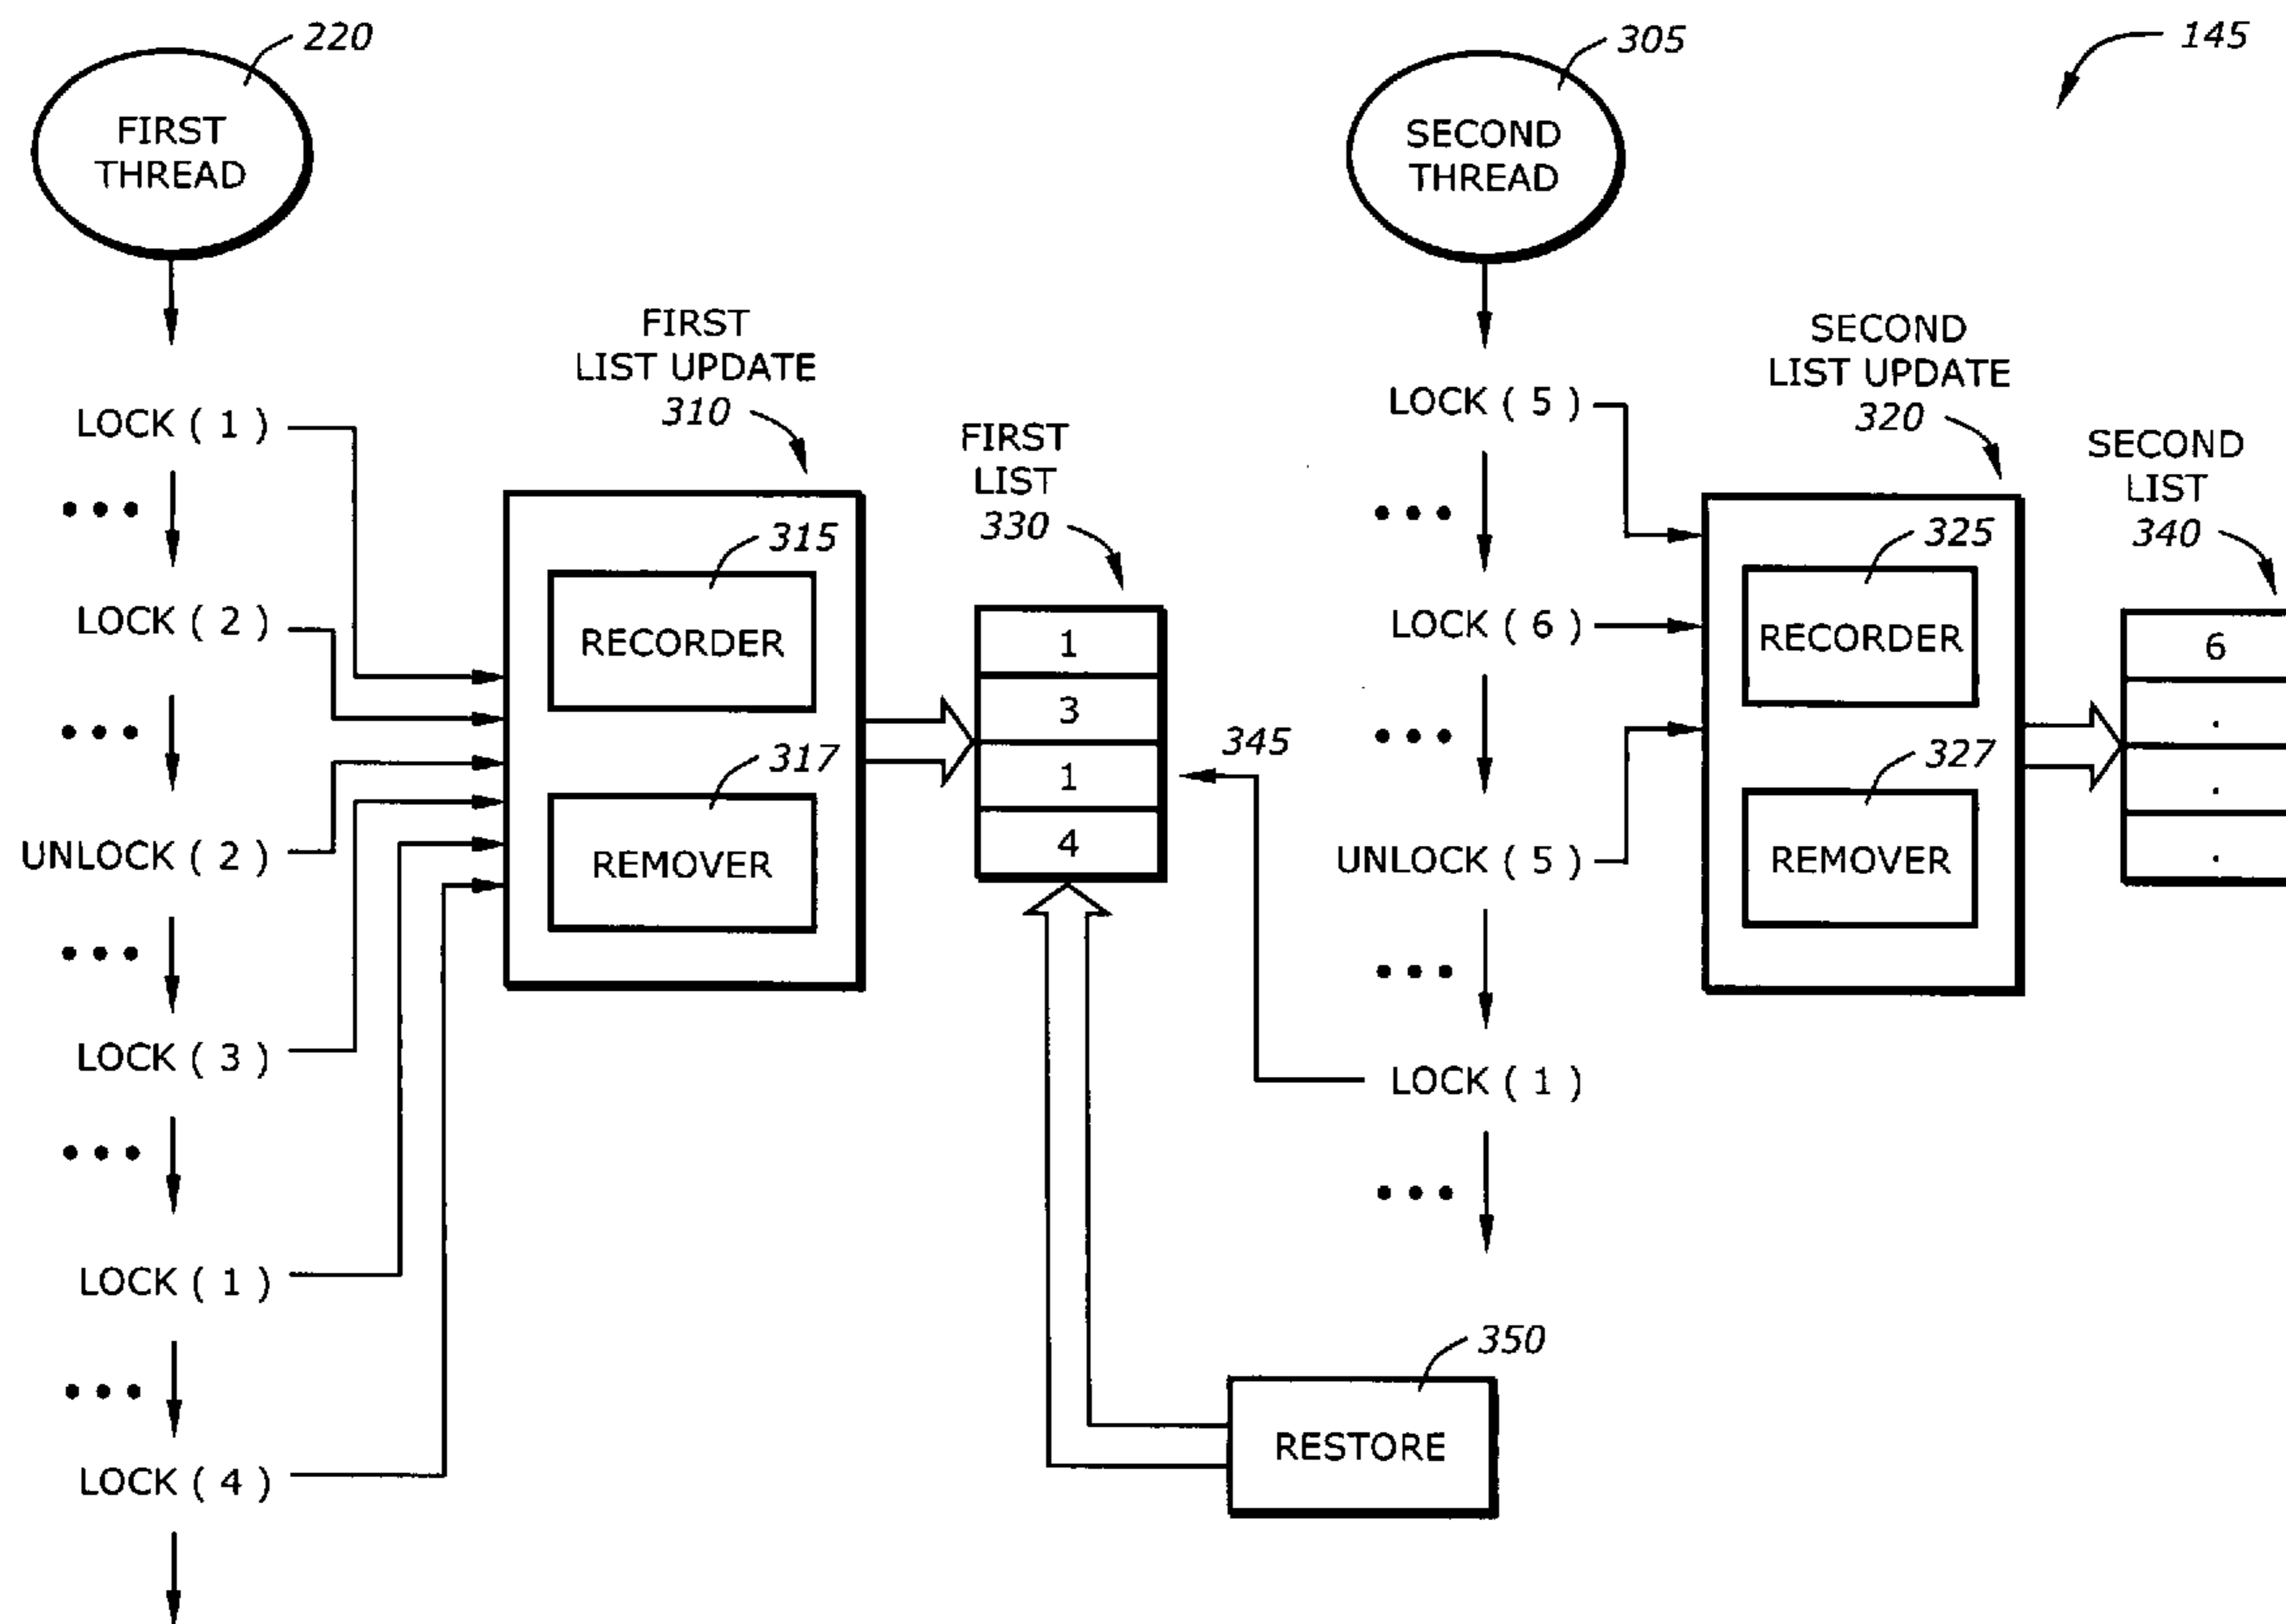 220
FIRST
THREAD
305
SECOND
THREAD
145
FIRST
LIST UPDATE
310
LOCK ( 1 )
• • •
LOCK ( 2 )
• • •
UNLOCK ( 2 )
• • •
LOCK ( 3 )
• • •
LOCK ( 1 )
• • •
LOCK ( 4 )
315
RECORDER
317
REMOVER
FIRST
LIST
330
1
3
1
4
345
SECOND
LIST UPDATE
320
LOCK ( 5 )
• • •
LOCK ( 6 )
• • •
UNLOCK ( 5 )
• • •
LOCK ( 1 )
• • •
325
RECORDER
327
REMOVER
SECOND
LIST
340
6
.
.
.
350
RESTORE